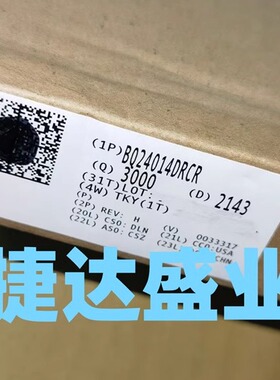 (1P)BQ24014DRCR
(Q) 3000 (D) 2143
(31T)LOT:
(4W) TKY(1T
(P)
(2P) REV: H (V) 0033317
(20L) CSO: DLN (21L) CCO:USA
(22L) ASO: CSZ (23L) CHN
捷达盛业